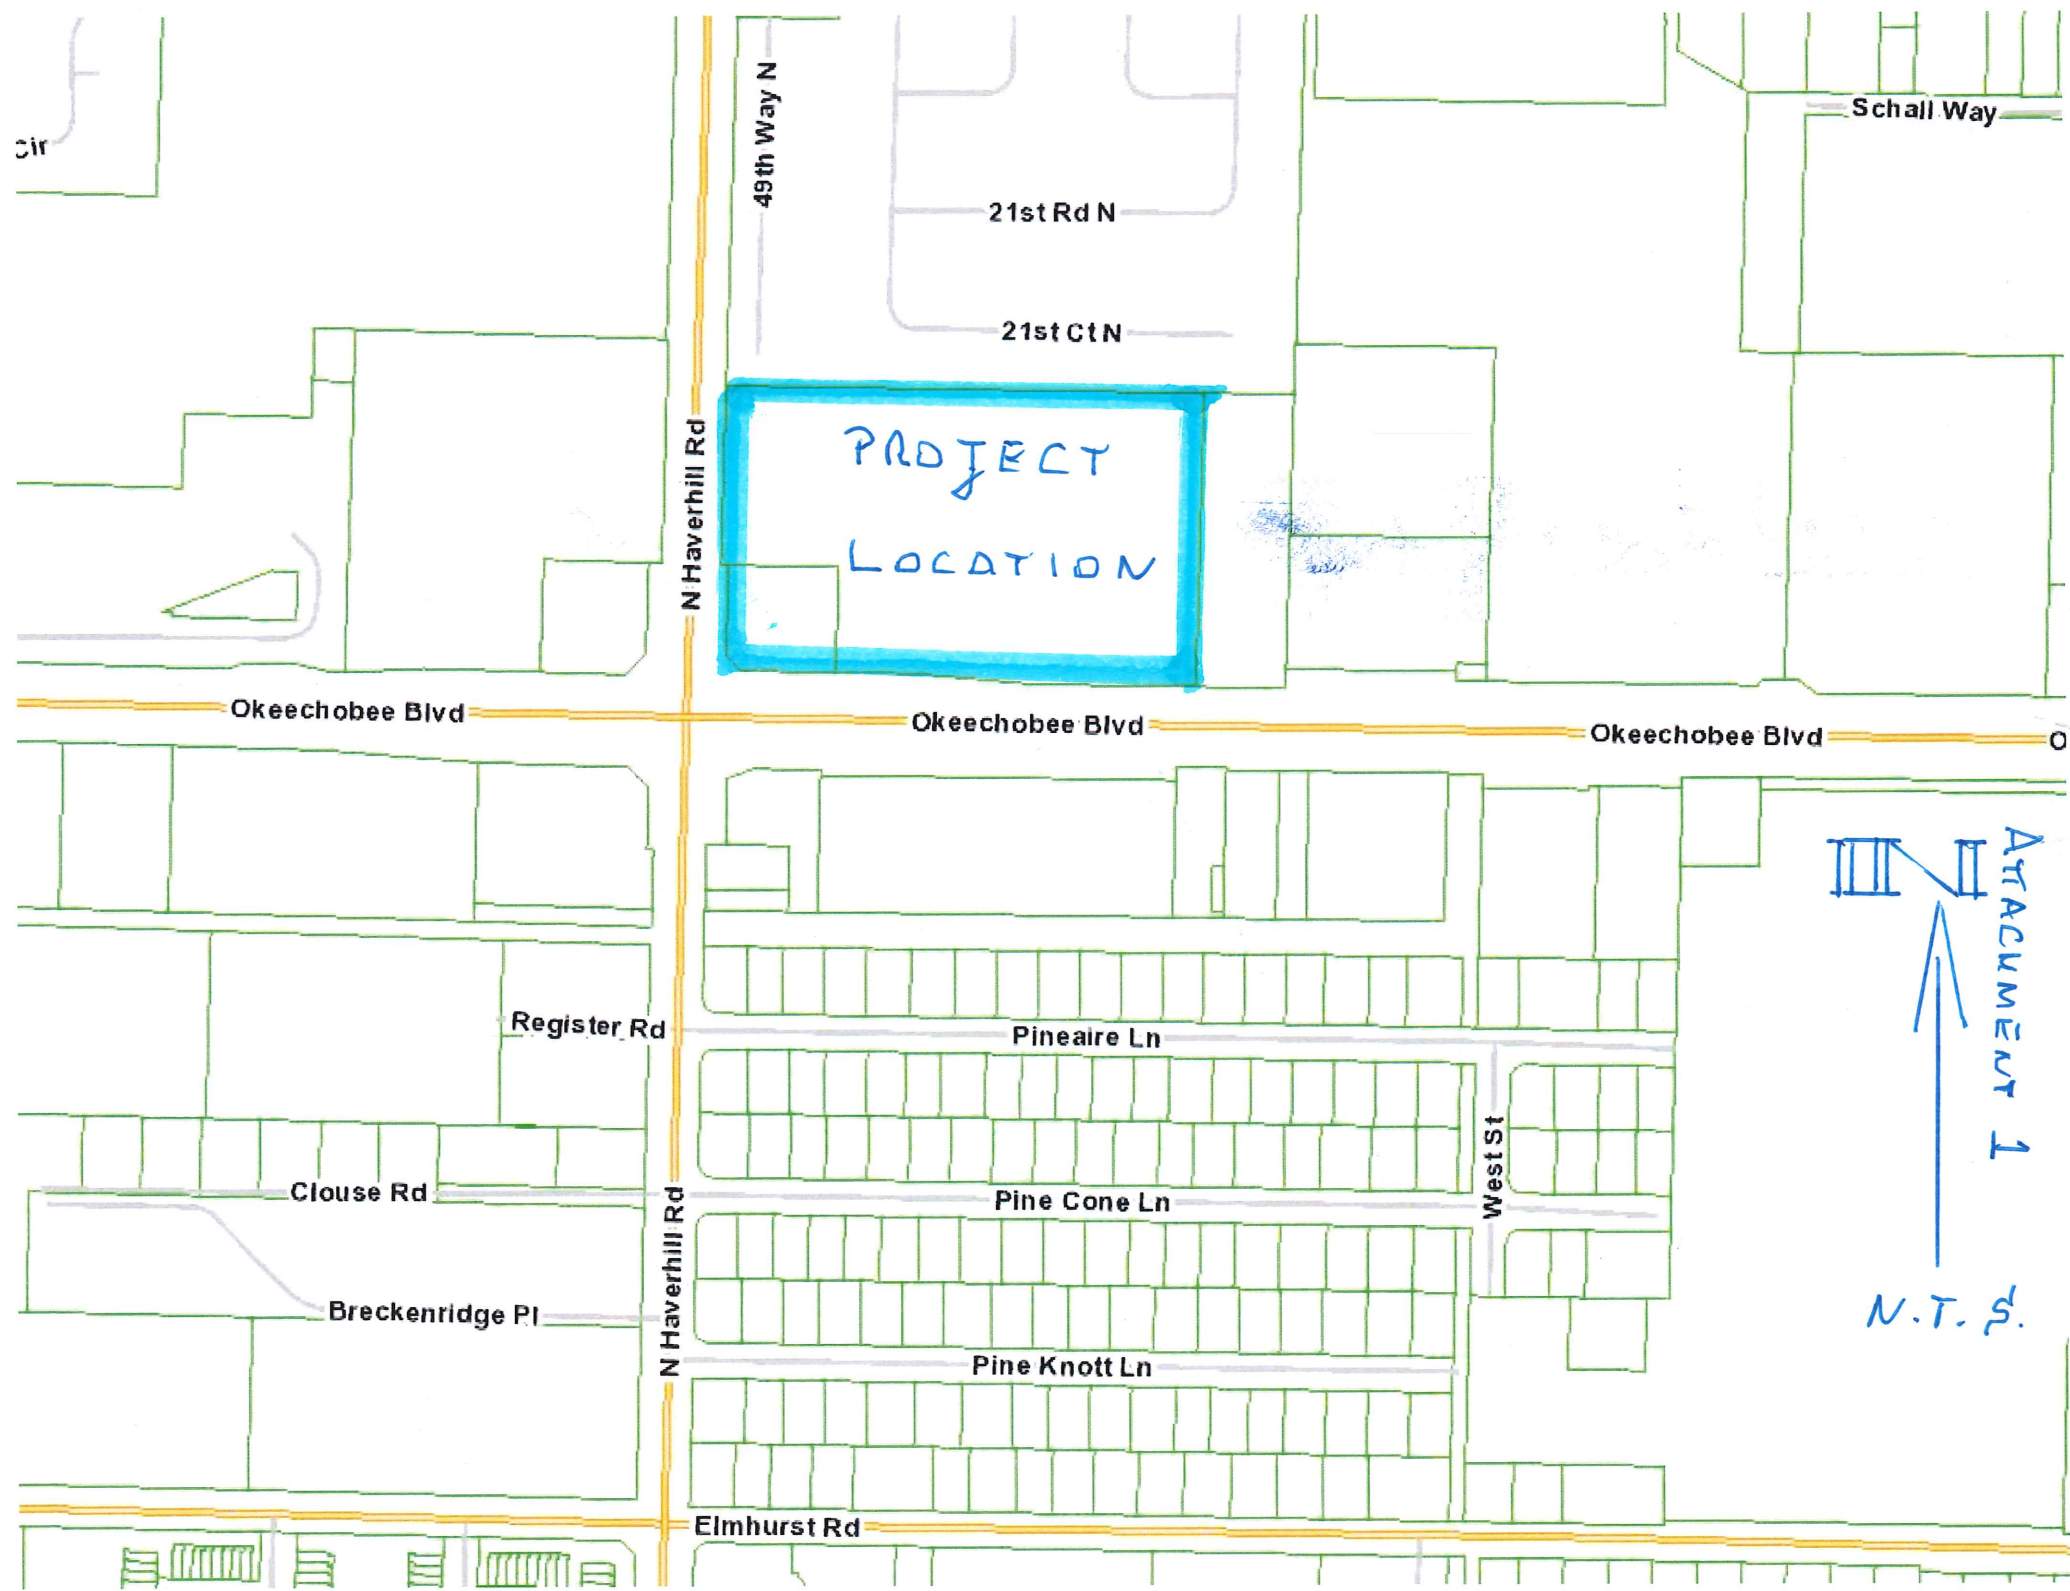 Schall Way
49th Way N
cir
21st Rd N
21st Ct N
N Haverhill Rd
PROJECT
LOCATION
Okeechobee Blvd
Okeechobee Blvd
Okeechobee Blvd
O
N
ATTACHMENT 1
Register Rd
Pineaire Ln
West St
Clouse Rd
Pine Cone Ln
N Haverhill Rd
Breckenridge Pl
N.T.S.
Pine Knott Ln
Elmhurst Rd